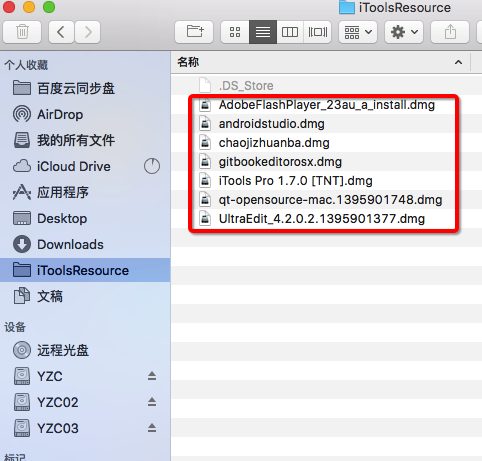 iToolsResource
个人收藏
百度云同步盘
AirDrop
我的所有文件
iCloud Drive
应用程序
Desktop
Downloads
iToolsResource
文稿
设备
远程光盘
YZC
YZC02
YZC03
标记
名称
.DS_Store
AdobeFlashPlayer_23au_a_install.dmg
androidstudio.dmg
chaojizhuanba.dmg
gitbookeditorosx.dmg
iTools Pro 1.7.0 [TNT].dmg
qt-opensource-mac.1395901748.dmg
UltraEdit_4.2.0.2.1395901377.dmg